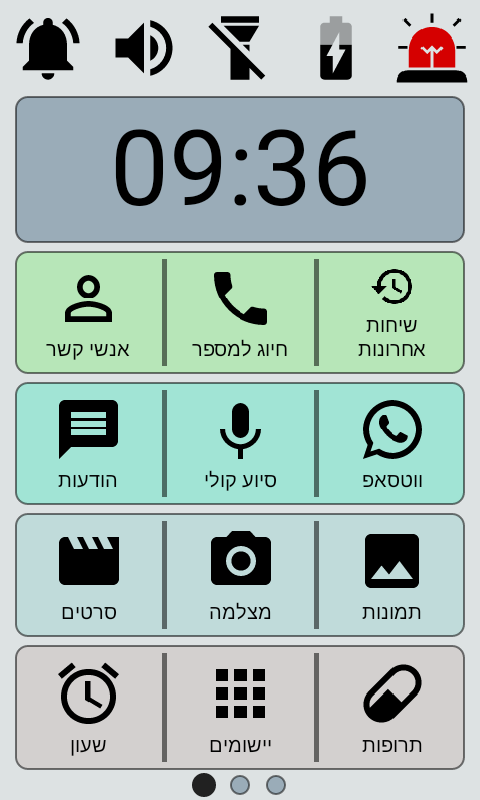 09:36
שיחות
אחרונות
חיוג למספר
אנשי קשר
ווטסאפ
סיוע קולי
הודעות
תמונות
מצלמה
סרטים
תרופות
יישומים
שעון